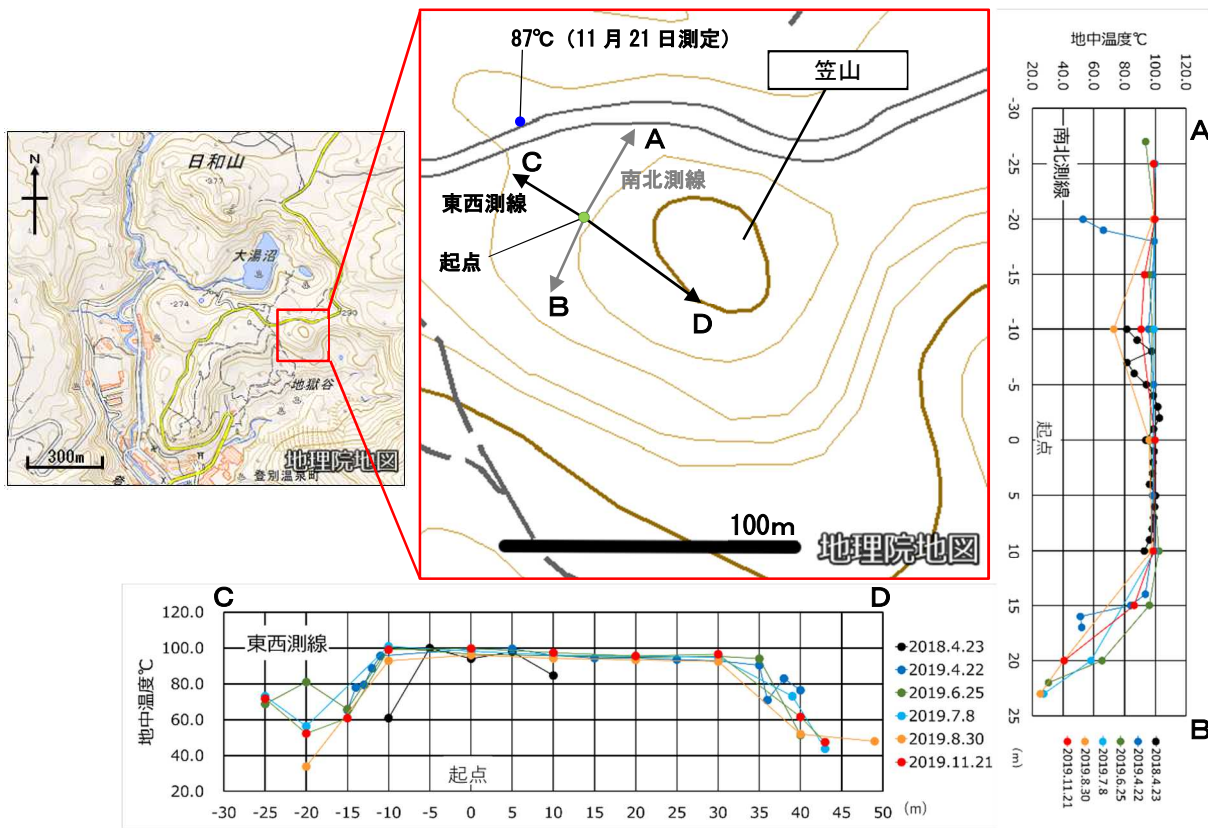 N
日和山
・377
大湯沼
・274
290
地獄谷
300m
登別温泉町
登
地理院地図
87℃（11月21日測定）
笠山
A
C
南北測線
東西測線
起点
B
D
100m
地理院地図
地中温度℃
20.0 40.0 60.0 80.0 100.0 120.0
A
南北測線
起点
-30
-25
-20
-15
-10
-5
0
5
10
15
20
25
(m)
B
2018.4.23
2019.4.22
2019.6.25
2019.7.8
2019.8.30
2019.11.21
C
D
東西測線
地中温度℃
120.0
100.0
80.0
60.0
40.0
20.0
起点
-30 -25 -20 -15 -10 -5 0 5 10 15 20 25 30 35 40 45 50 (m)
2018.4.23
2019.4.22
2019.6.25
2019.7.8
2019.8.30
2019.11.21